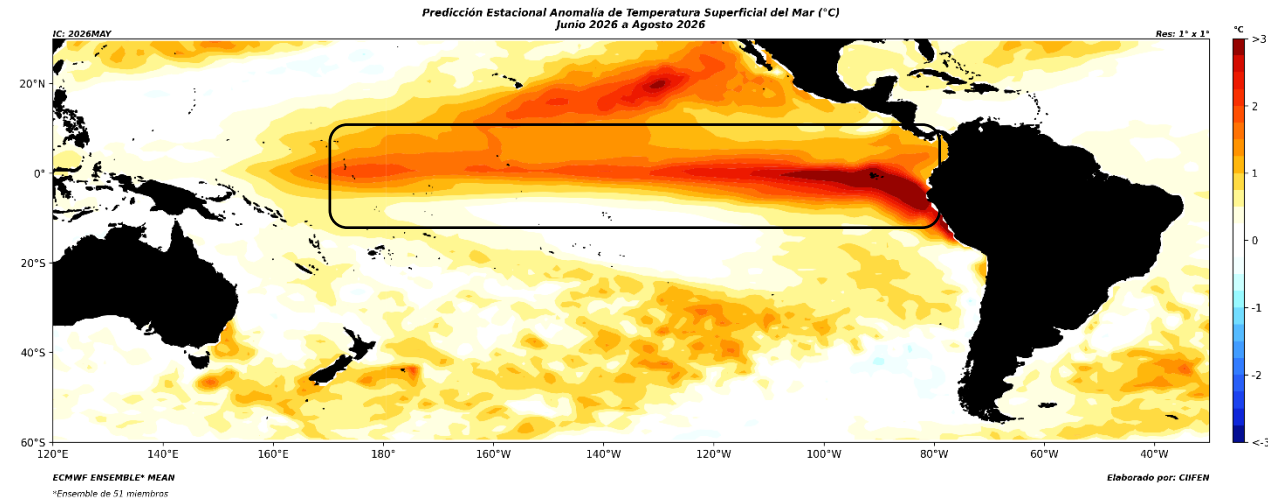 Predicción Estacional Anomalía de Temperatura Superficial del Mar (°C)
Junio 2026 a Agosto 2026
IC: 2026MAY
Res: 1° x 1°
°C
>3
2
1
0
-1
-2
<-3
20°N
0°
20°S
40°S
60°S
120°E 140°E 160°E 180° 160°W 140°W 120°W 100°W 80°W 60°W 40°W
ECMWF ENSEMBLE* MEAN
Elaborado por: CIIFEN
*Ensemble de 51 miembros